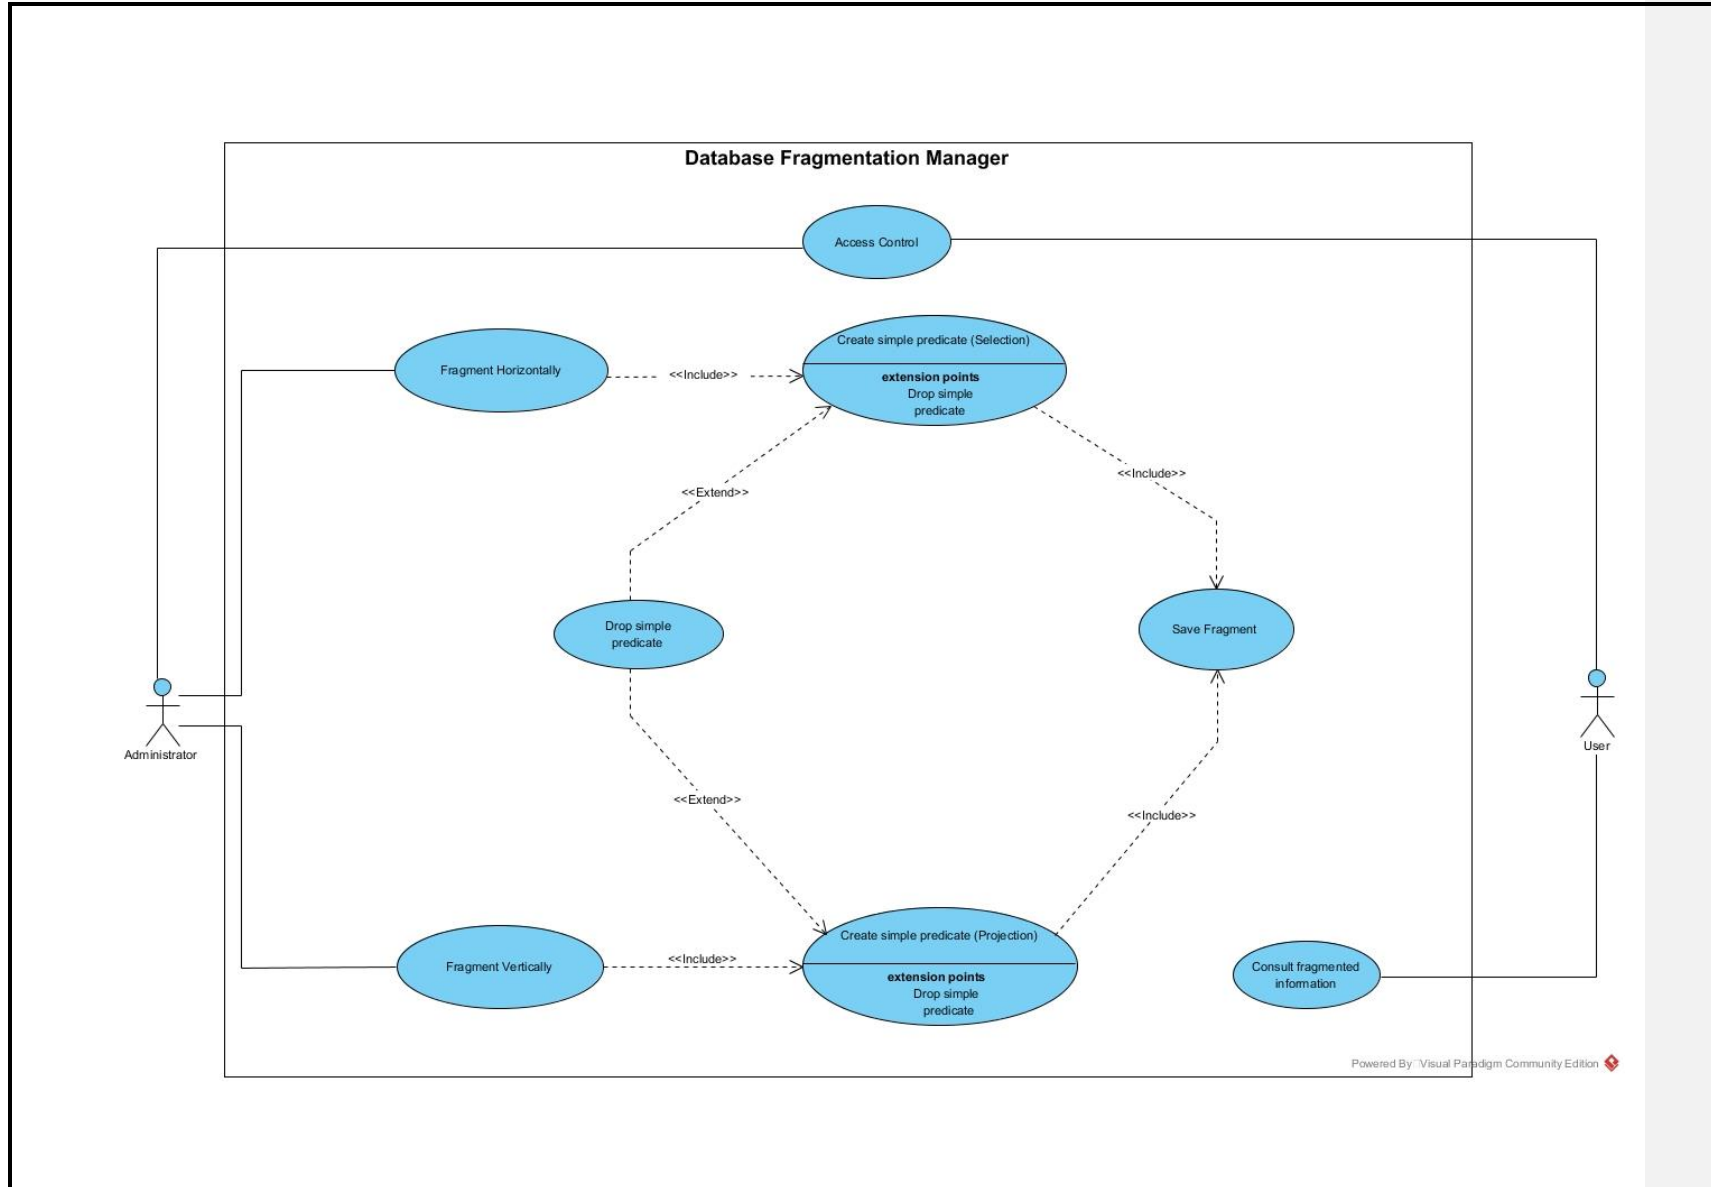 Database Fragmentation Manager
Access Control
Create simple predicate (Selection)
Fragment Horizontally
<<Include>>
extension points
Drop simple
predicate
<<Include>>
<<Extend>>
Drop simple
predicate
Save Fragment
Administrator
User
<<Extend>>
<<Include>>
Create simple predicate (Projection)
Fragment Vertically
<<Include>>
extension points
Drop simple
predicate
Consult fragmented
information
Powered By Visual Paradigm Community Edition